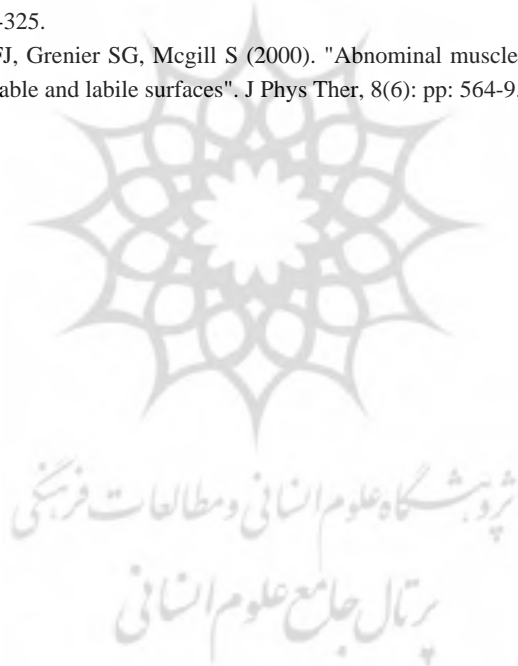 -325.
FJ, Grenier SG, Mcgill S (2000). "Abnominal muscle
able and labile surfaces". J Phys Ther, 8(6): pp: 564-9.
پژوهشگاه علوم انسانی و مطالعات فرهنگی
پرتال جامع علوم انسانی